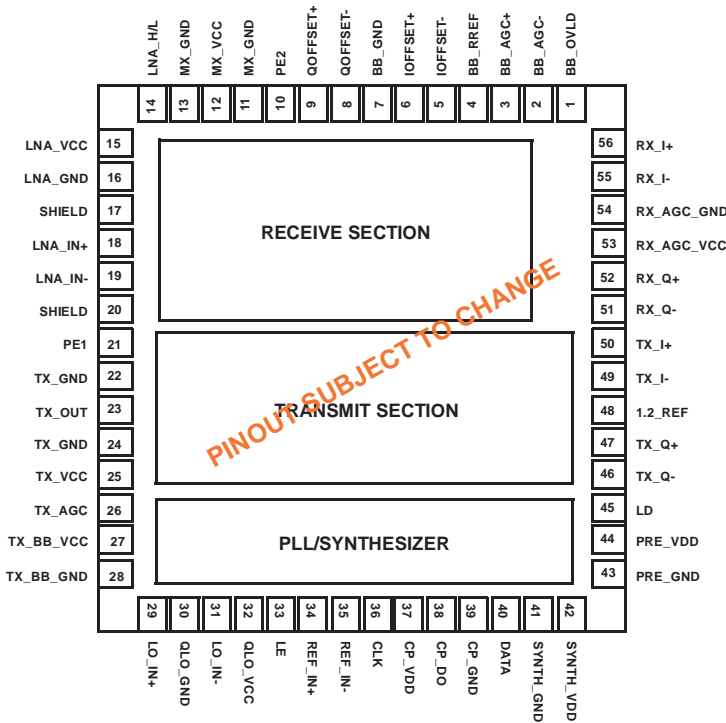 LNA_H/L
MX_GND
MX_VCC
MX_GND
PE2
QOFFSET+
QOFFSET-
BB_GND
IOFFSET+
IOFFSET-
BB_RREF
BB_AGC+
BB_AGC-
BB_OVLD
14 13 12 11 10 9 8 7 6 5 4 3 2 1
LNA_VCC 15
LNA_GND 16
SHIELD 17
LNA_IN+ 18
LNA_IN- 19
SHIELD 20
PE1 21
TX_GND 22
TX_OUT 23
TX_GND 24
TX_VCC 25
TX_AGC 26
TX_BB_VCC 27
TX_BB_GND 28
RECEIVE SECTION
TRANSMIT SECTION
PLL/SYNTHESIZER
PINOUT SUBJECT TO CHANGE
56 RX_I+
55 RX_I-
54 RX_AGC_GND
53 RX_AGC_VCC
52 RX_Q+
51 RX_Q-
50 TX_I+
49 TX_I-
48 1.2_REF
47 TX_Q+
46 TX_Q-
45 LD
44 PRE_VDD
43 PRE_GND
29 30 31 32 33 34 35 36 37 38 39 40 41 42
LO_IN+
QLO_GND
LO_IN-
QLO_VCC
LE
REF_IN+
REF_IN-
CLK
CP_VDD
CP_DO
CP_GND
DATA
SYNTH_GND
SYNTH_VDD